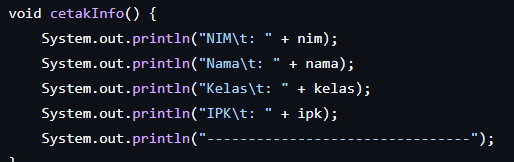 void cetakInfo() {
    System.out.println("NIM\t: " + nim);
    System.out.println("Nama\t: " + nama);
    System.out.println("Kelas\t: " + kelas);
    System.out.println("IPK\t: " + ipk);
    System.out.println("--------------------------------");
}